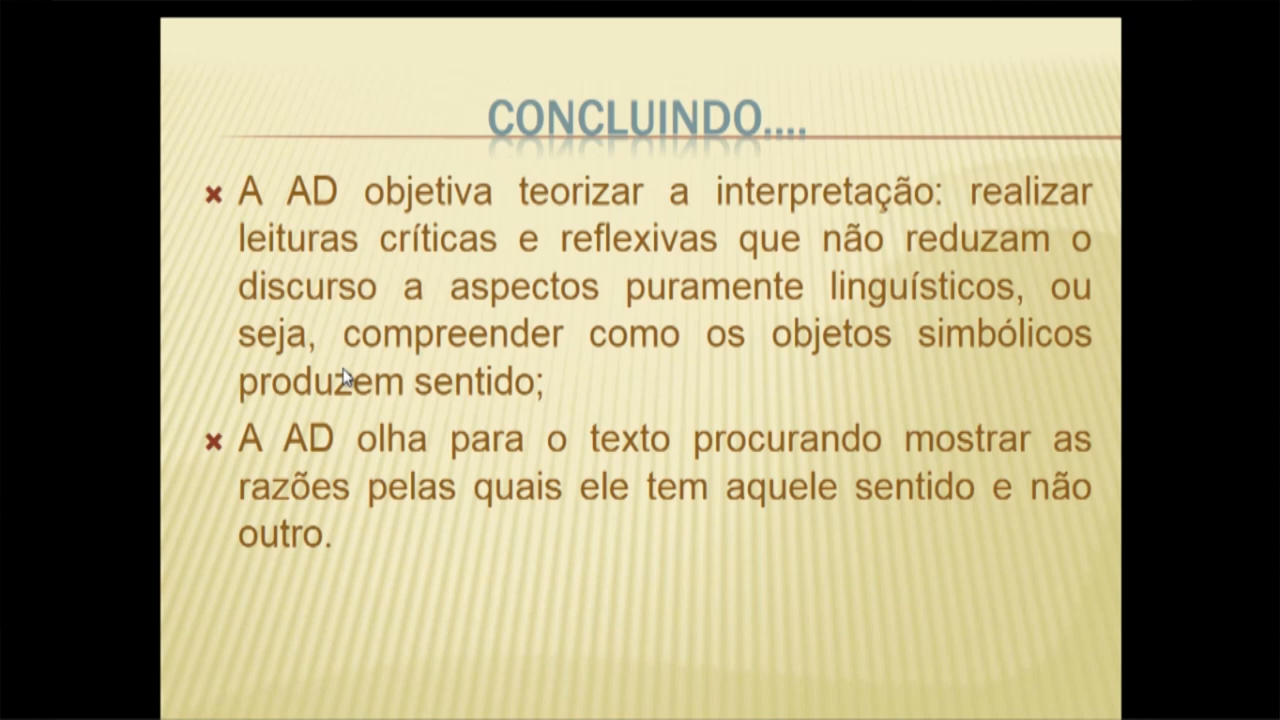 CONCLUINDO....
A AD objetiva teorizar a interpretação: realizar
leituras críticas e reflexivas que não reduzam o
discurso a aspectos puramente linguísticos, ou
seja, compreender como os objetos simbólicos
produzem sentido;
A AD olha para o texto procurando mostrar as
razões pelas quais ele tem aquele sentido e não
outro.